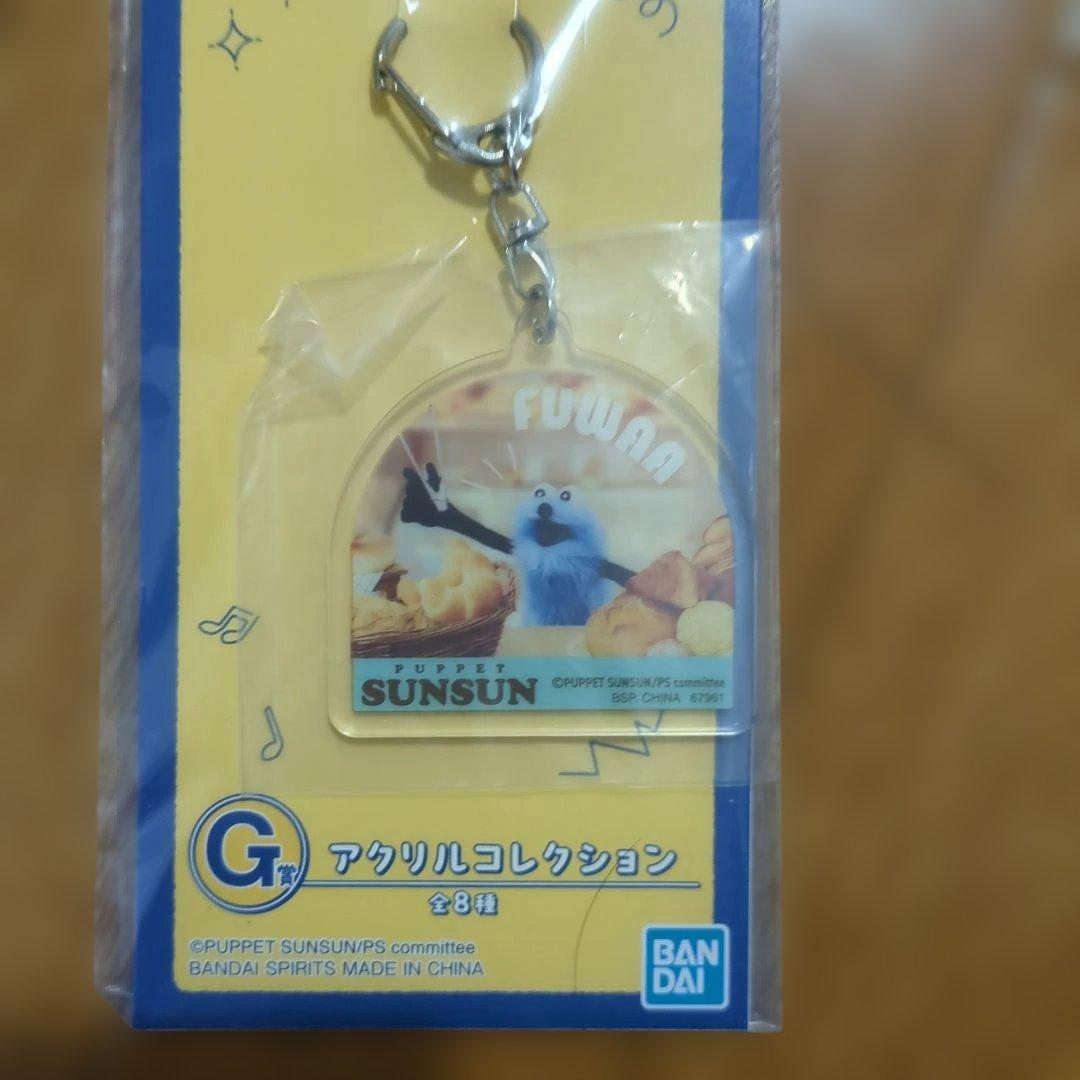 FUWAA
PUPPET
SUNSUN
©PUPPET SUNSUN/PS committee
BSP. CHINA 67961
G賞
アクリルコレクション
全8種
©PUPPET SUNSUN/PS committee
BANDAI SPIRITS MADE IN CHINA
BAN
DAI